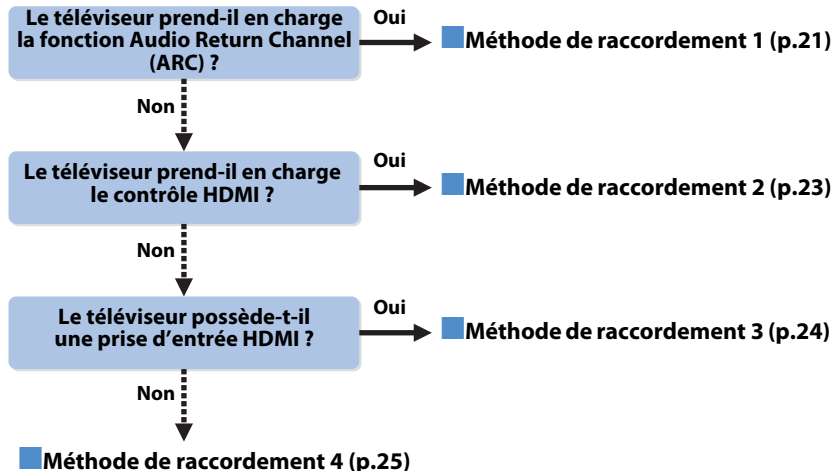 Le téléviseur prend-il en charge
la fonction Audio Return Channel
(ARC) ?
Oui
Méthode de raccordement 1 (p.21)
Non
Le téléviseur prend-il en charge
le contrôle HDMI ?
Oui
Méthode de raccordement 2 (p.23)
Non
Le téléviseur possède-t-il
une prise d’entrée HDMI ?
Oui
Méthode de raccordement 3 (p.24)
Non
Méthode de raccordement 4 (p.25)